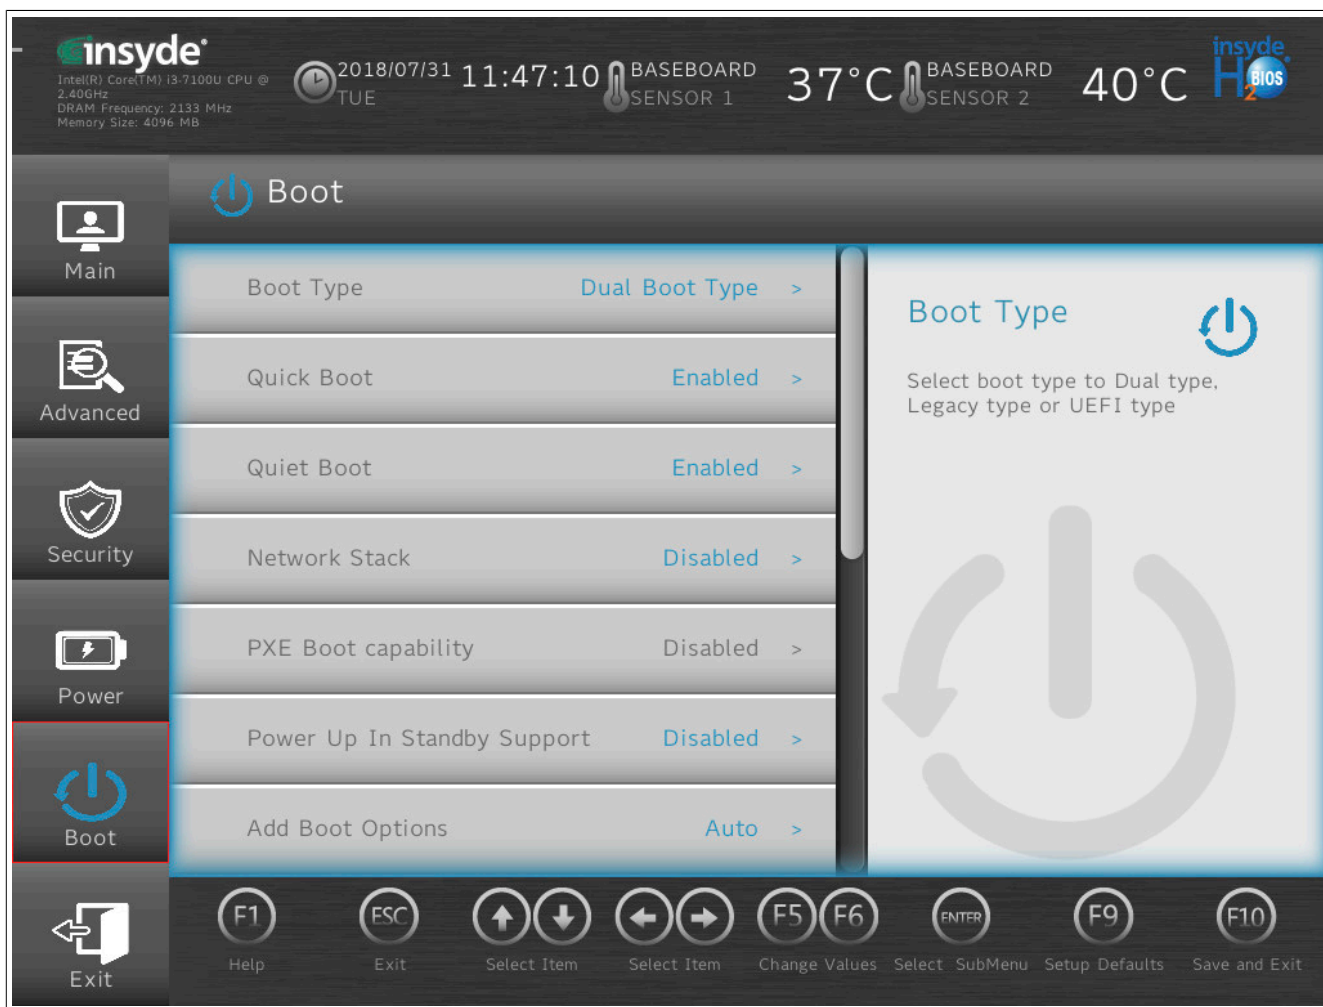 insyde
Intel(R) Core(TM) i3-7100U CPU @
2.40GHz
DRAM Frequency: 2133 MHz
Memory Size: 4096 MB
2018/07/31
TUE
11:47:10
BASEBOARD
SENSOR 1
37°C
BASEBOARD
SENSOR 2
40°C
insyde
H2BIOS
Main
Advanced
Security
Power
Boot
Exit
Boot
Boot Type Dual Boot Type >
Quick Boot Enabled >
Quiet Boot Enabled >
Network Stack Disabled >
PXE Boot capability Disabled >
Power Up In Standby Support Disabled >
Add Boot Options Auto >
Boot Type
Select boot type to Dual type,
Legacy type or UEFI type
F1 ESC F5 F6 ENTER F9 F10
Help Exit Select Item Select Item Change Values Select SubMenu Setup Defaults Save and Exit